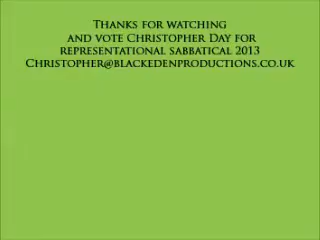 Thanks for watching
and vote Christopher Day for
representational sabbatical 2013
Christopher@blackedenproductions.co.uk